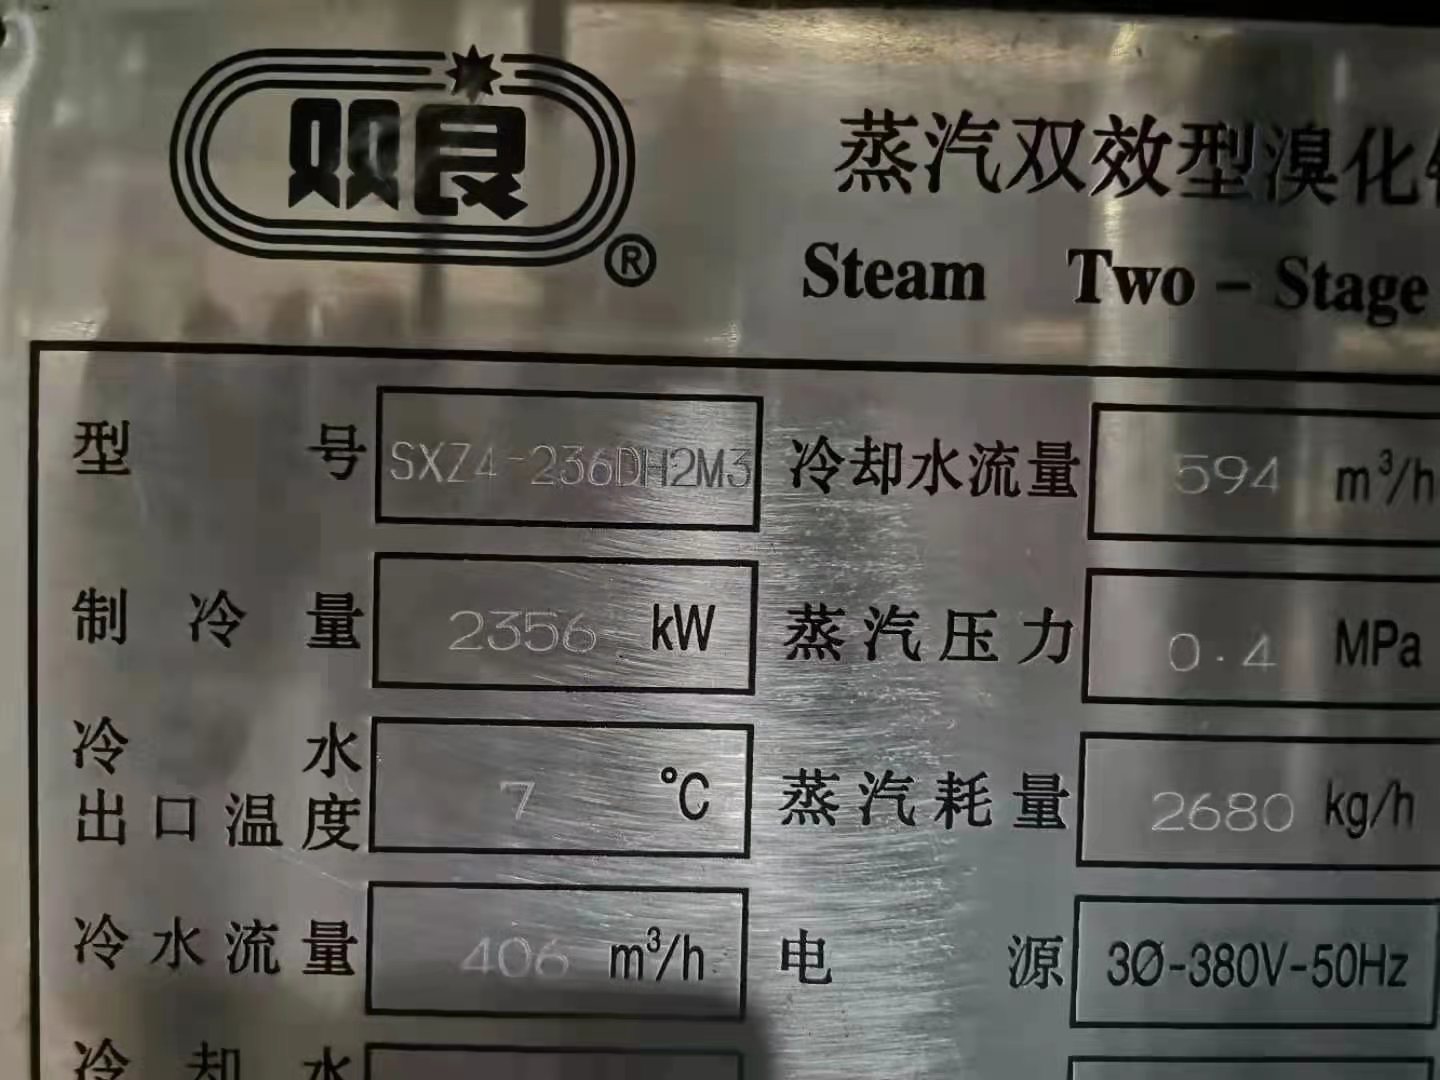 双良
®
蒸汽双效型溴化
Steam Two-Stage
型号 SXZ4-236DH2M3 冷却水流量 594 m³/h
制冷量 2356 kW 蒸汽压力 0.4 MPa
冷水
出口温度 7 ℃ 蒸汽耗量 2680 kg/h
冷水流量 406 m³/h 电源 3Ø-380V-50Hz
冷却水